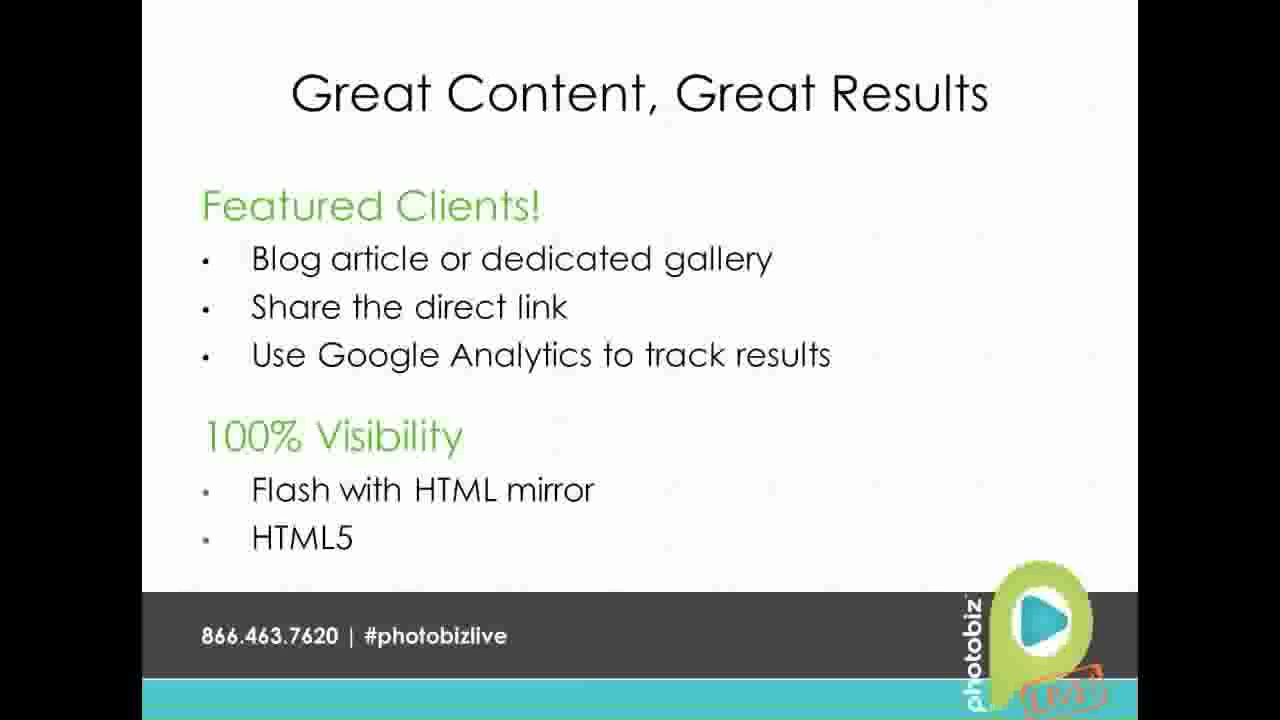 Great Content, Great Results
Featured Clients!
• Blog article or dedicated gallery
• Share the direct link
• Use Google Analytics to track results
100% Visibility
• Flash with HTML mirror
• HTML5
866.463.7620 | #photobizlive
photobiz
LIVE